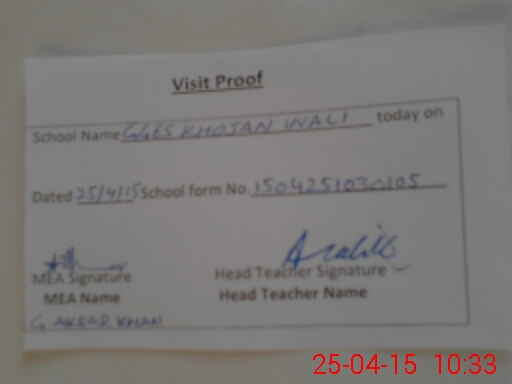 Visit Proof
School Name GGES KHOJAN WALI today on
Dated 25/4/15 School form No. 1504251030105
MEA Signature Head Teacher Signature
MEA Name Head Teacher Name
G AKBAR KHAN
25-04-15 10:33